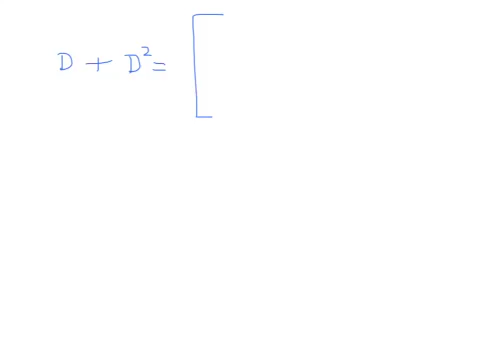 D + D² = [